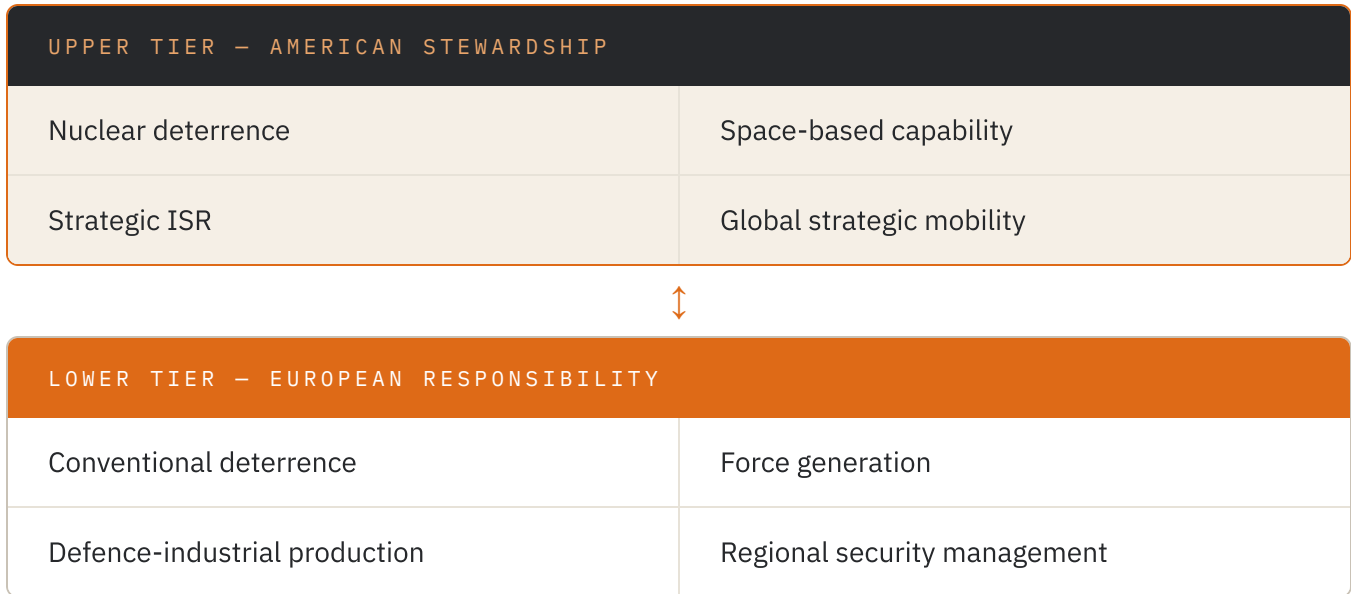 UPPER TIER — AMERICAN STEWARDSHIP
Nuclear deterrence
Space-based capability
Strategic ISR
Global strategic mobility
↕
LOWER TIER — EUROPEAN RESPONSIBILITY
Conventional deterrence
Force generation
Defence-industrial production
Regional security management